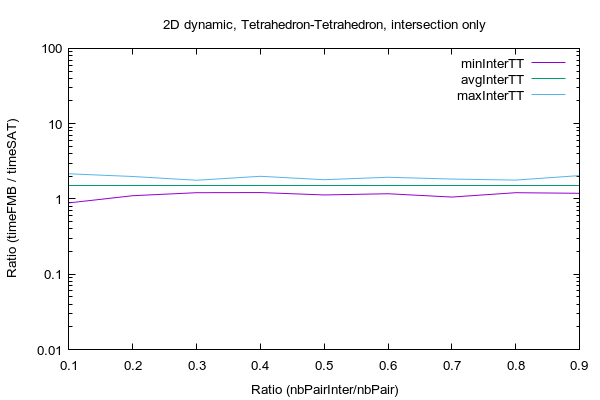 2D dynamic, Tetrahedron-Tetrahedron, intersection only
100
10
1
0.1
0.01
minInterTT
avgInterTT
maxInterTT
Ratio (timeFMB / timeSAT)
0.1 0.2 0.3 0.4 0.5 0.6 0.7 0.8 0.9
Ratio (nbPairInter/nbPair)